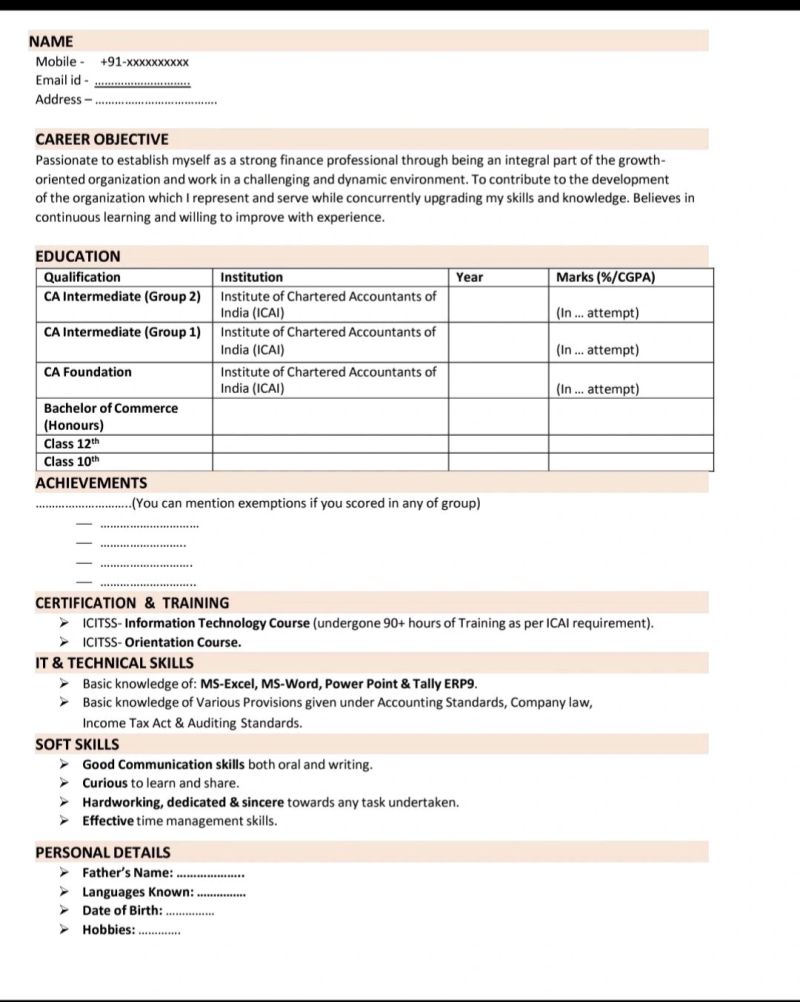 NAME
Mobile - +91-xxxxxxxxxx
Email id - .............................
Address – .....................................
CAREER OBJECTIVE
Passionate to establish myself as a strong finance professional through being an integral part of the growth-
oriented organization and work in a challenging and dynamic environment. To contribute to the development
of the organization which I represent and serve while concurrently upgrading my skills and knowledge. Believes in
continuous learning and willing to improve with experience.
EDUCATION
Qualification Institution Year Marks (%/CGPA)
CA Intermediate (Group 2) Institute of Chartered Accountants of
India (ICAI) (In ... attempt)
CA Intermediate (Group 1) Institute of Chartered Accountants of
India (ICAI) (In ... attempt)
CA Foundation Institute of Chartered Accountants of
India (ICAI) (In ... attempt)
Bachelor of Commerce
(Honours)
Class 12th
Class 10th
ACHIEVEMENTS
.............................(You can mention exemptions if you scored in any of group)
— ..............................
— ..........................
— ............................
— .............................
CERTIFICATION & TRAINING
➢ ICITSS- Information Technology Course (undergone 90+ hours of Training as per ICAI requirement).
➢ ICITSS- Orientation Course.
IT & TECHNICAL SKILLS
➢ Basic knowledge of: MS-Excel, MS-Word, Power Point & Tally ERP9.
➢ Basic knowledge of Various Provisions given under Accounting Standards, Company law,
Income Tax Act & Auditing Standards.
SOFT SKILLS
➢ Good Communication skills both oral and writing.
➢ Curious to learn and share.
➢ Hardworking, dedicated & sincere towards any task undertaken.
➢ Effective time management skills.
PERSONAL DETAILS
➢ Father's Name: .....................
➢ Languages Known: ...............
➢ Date of Birth: ...............
➢ Hobbies: .............